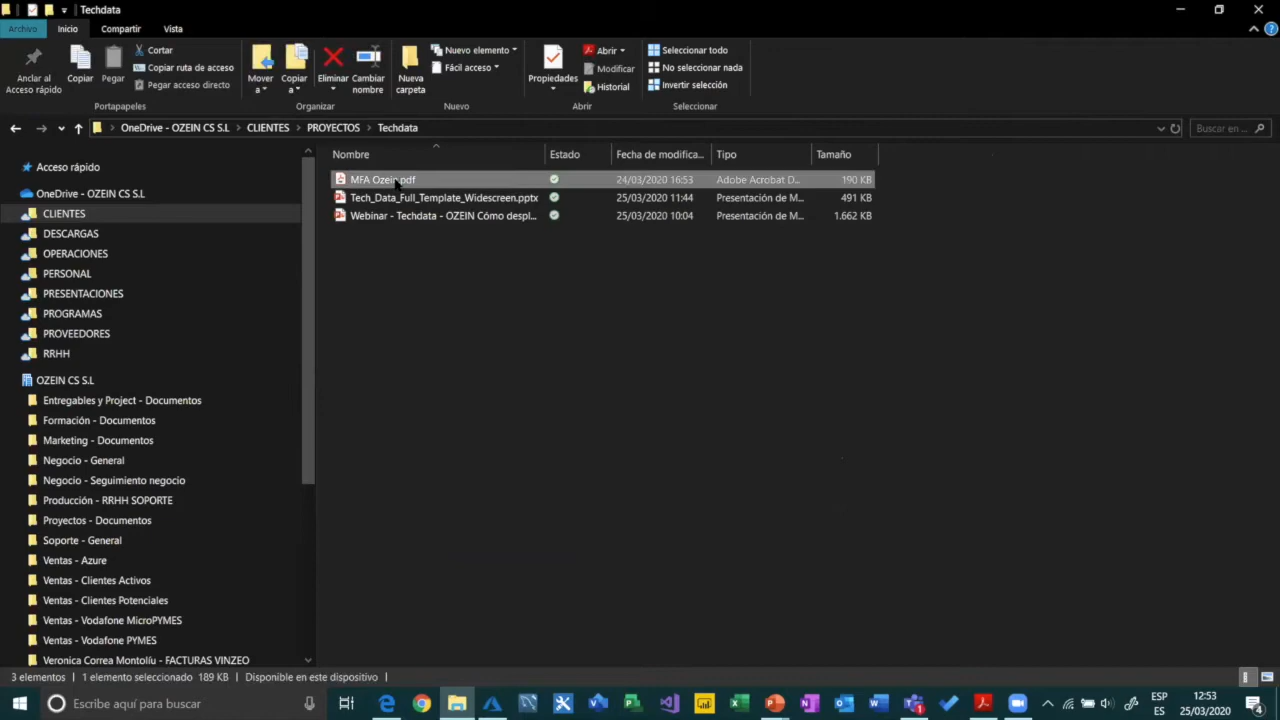 Techdata
Archivo Inicio Compartir Vista
Anclar al Acceso rápido
Copiar
Pegar
Cortar
Copiar ruta de acceso
Pegar acceso directo
Portapapeles
Mover a
Copiar a
Eliminar
Cambiar nombre
Organizar
Nueva carpeta
Nuevo elemento
Fácil acceso
Nuevo
Propiedades
Abrir
Modificar
Historial
Abrir
Seleccionar todo
No seleccionar nada
Invertir selección
Seleccionar
OneDrive - OZEIN CS S.L > CLIENTES > PROYECTOS > Techdata
Buscar en ...
Nombre Estado Fecha de modifica... Tipo Tamaño
MFA Ozein.pdf 24/03/2020 16:53 Adobe Acrobat D... 190 KB
Tech_Data_Full_Template_Widescreen.pptx 25/03/2020 11:44 Presentación de M... 491 KB
Webinar - Techdata - OZEIN Cómo despl... 25/03/2020 10:04 Presentación de M... 1.662 KB
Acceso rápido
OneDrive - OZEIN CS S.L
CLIENTES
DESCARGAS
OPERACIONES
PERSONAL
PRESENTACIONES
PROGRAMAS
PROVEEDORES
RRHH
OZEIN CS S.L
Entregables y Project - Documentos
Formación - Documentos
Marketing - Documentos
Negocio - General
Negocio - Seguimiento negocio
Producción - RRHH SOPORTE
Proyectos - Documentos
Soporte - General
Ventas - Azure
Ventas - Clientes Activos
Ventas - Clientes Potenciales
Ventas - Vodafone MicroPYMES
Ventas - Vodafone PYMES
Veronica Correa Montolíu - FACTURAS VINZEO
3 elementos 1 elemento seleccionado 189 KB Disponible en este dispositivo
Escribe aquí para buscar
ESP
ES
12:53
25/03/2020
4